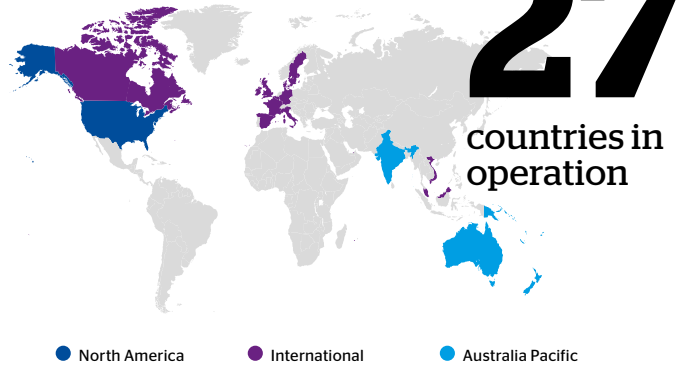 27
countries in
operation
North America
International
Australia Pacific